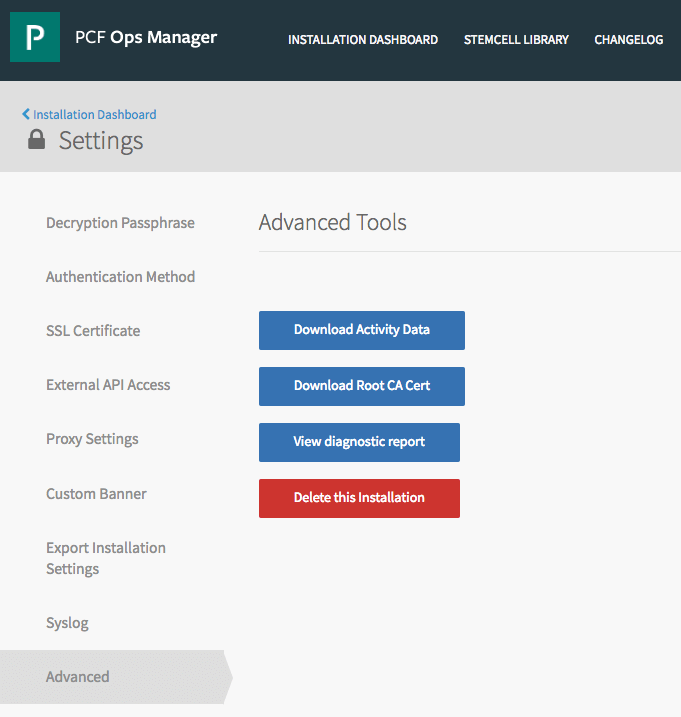 P
PCF Ops Manager
INSTALLATION DASHBOARD
STEMCELL LIBRARY
CHANGELOG
Installation Dashboard
Settings
Decryption Passphrase
Authentication Method
SSL Certificate
External API Access
Proxy Settings
Custom Banner
Export Installation
Settings
Syslog
Advanced
Advanced Tools
Download Activity Data
Download Root CA Cert
View diagnostic report
Delete this Installation